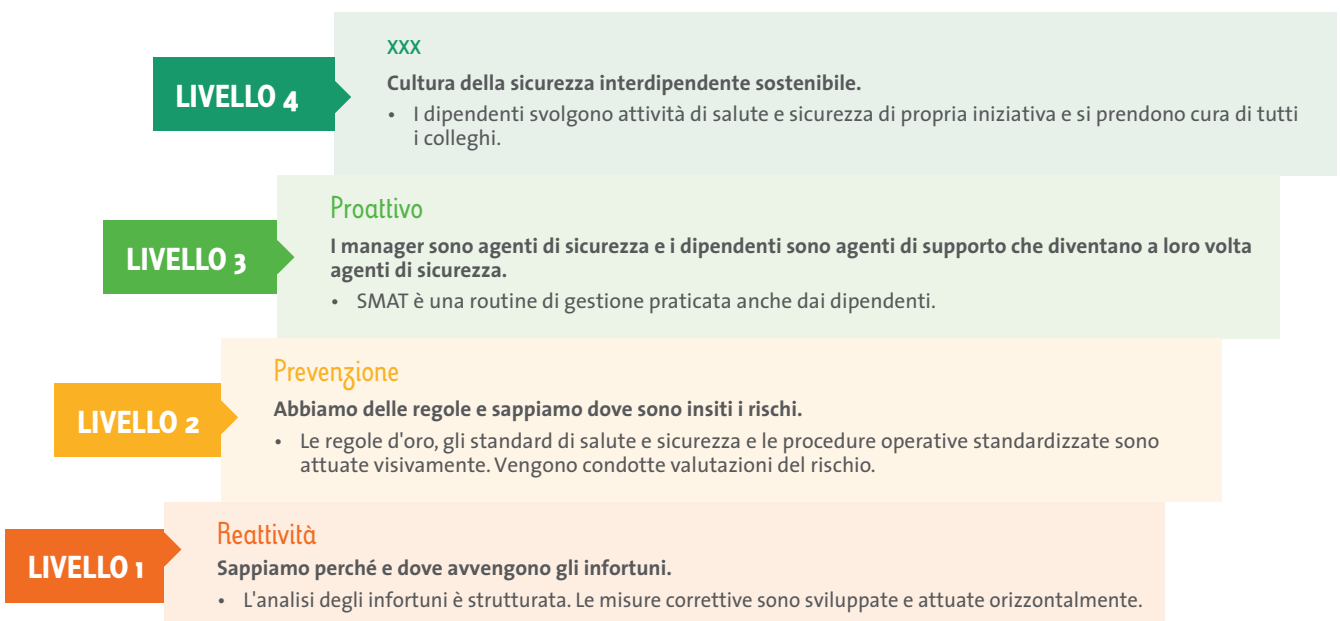 xxx
LIVELLO 4
Cultura della sicurezza interdipendente sostenibile.
• I dipendenti svolgono attività di salute e sicurezza di propria iniziativa e si prendono cura di tutti
i colleghi.
Proattivo
LIVELLO 3
I manager sono agenti di sicurezza e i dipendenti sono agenti di supporto che diventano a loro volta
agenti di sicurezza.
• SMAT è una routine di gestione praticata anche dai dipendenti.
Prevenzione
LIVELLO 2
Abbiamo delle regole e sappiamo dove sono insiti i rischi.
• Le regole d'oro, gli standard di salute e sicurezza e le procedure operative standardizzate sono
attuate visivamente. Vengono condotte valutazioni del rischio.
Reattività
LIVELLO 1
Sappiamo perché e dove avvengono gli infortuni.
• L'analisi degli infortuni è strutturata. Le misure correttive sono sviluppate e attuate orizzontalmente.